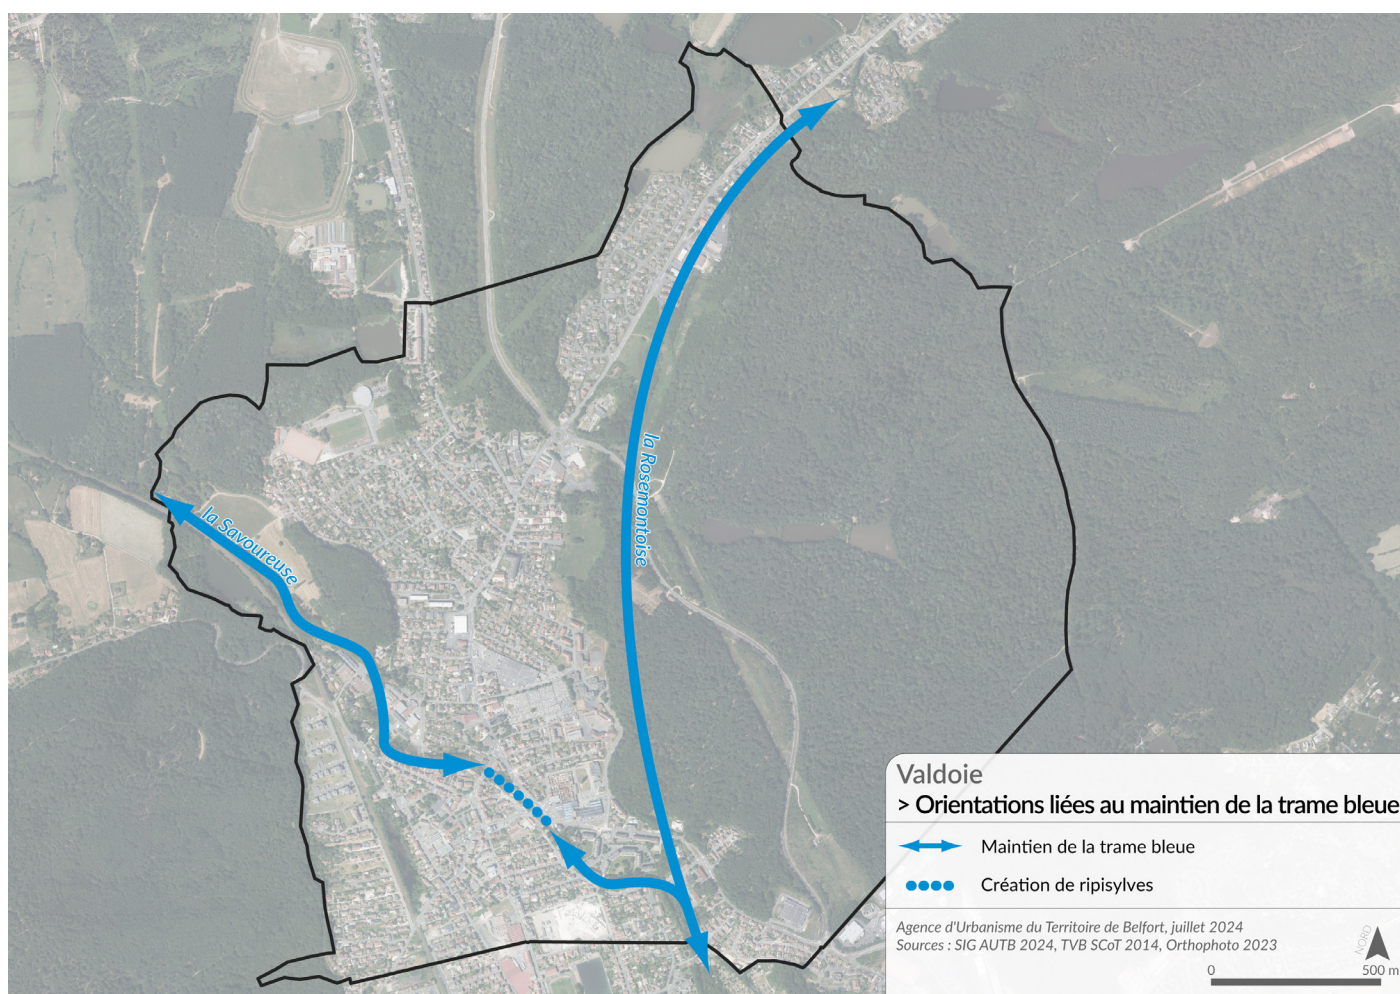 la Rosemontoise
la Savoureuse
Valdoie
> Orientations liées au maintien de la trame bleue
Maintien de la trame bleue
Création de ripisylves
Agence d'Urbanisme du Territoire de Belfort, juillet 2024
Sources : SIG AUTB 2024, TVB SCoT 2014, Orthophoto 2023
NORD
0
500 m